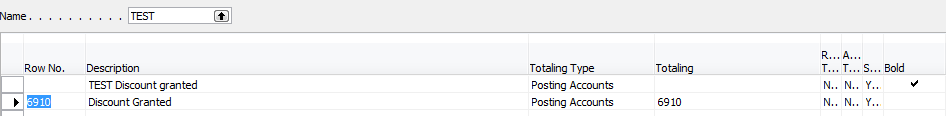 Name . . . . . . . . . . TEST
R... A...
Row No. Description Totaling Type Totaling T... T... S... Bold
TEST Discount granted Posting Accounts N.. N.. Y...
6910 Discount Granted Posting Accounts 6910 N.. N.. Y...